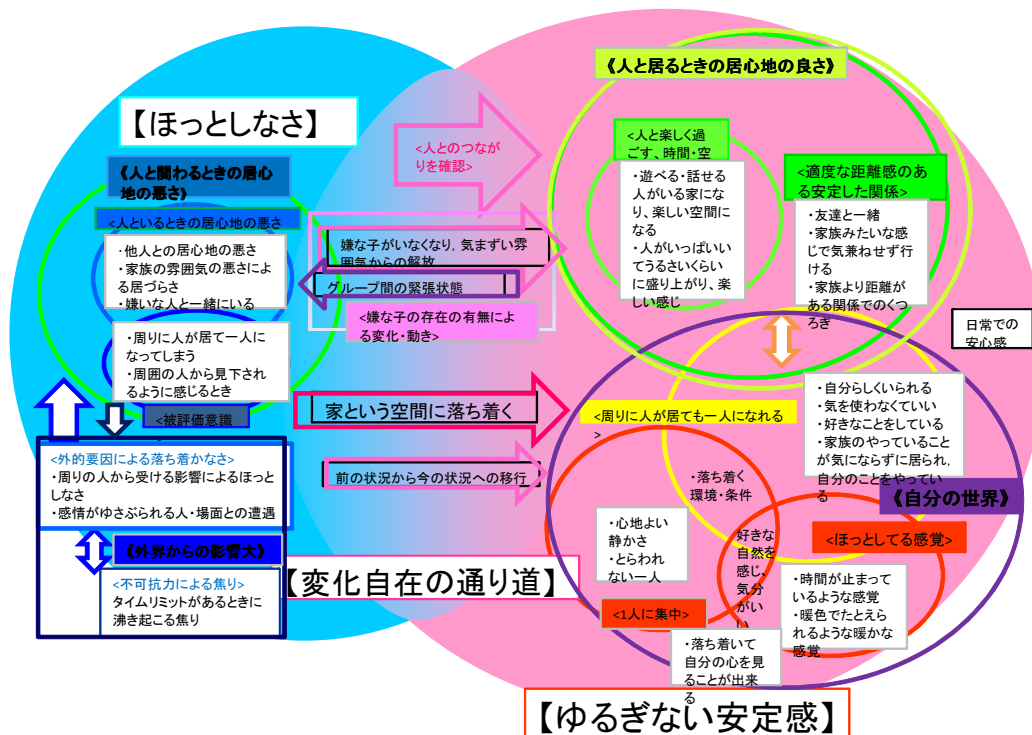 【ほっとしなさ】
《人と関わるときの居心
地の悪さ》
<人といるときの居心地の悪さ
・他人との居心地の悪さ
・家族の雰囲気の悪さによる
居づらさ
・嫌いな人と一緒にいる
・周りに人が居て一人に
なってしまう
・周囲の人から見下され
るように感じるとき
<被評価意識
>
<外的要因による落ち着かなさ>
・周りの人から受ける影響によるほっと
しなさ
・感情がゆさぶられる人・場面との遭遇
《外界からの影響大》
<不可抗力による焦り>
タイムリミットがあるときに
沸き起こる焦り
<人とのつなが
りを確認>
嫌な子がいなくなり、気まずい雰
囲気からの解放
グループ間の緊張状態
<嫌な子の存在の有無によ
る変化・動き>
家という空間に落ち着く
前の状況から今の状況への移行
【変化自在の通り道】
《人と居るときの居心地の良さ》
<人と楽しく過
ごす、時間・空
・遊べる・話せる
人がいる家にな
り、楽しい空間に
なる
・人がいっぱいい
てうるさいくらい
に盛り上がり、楽
しい感じ
<適度な距離感のあ
る安定した関係>
・友達と一緒
・家族みたいな感
じで気兼ねせず行
ける
・家族より距離が
ある関係でのくつ
ろぎ
日常での
安心感
<周りに人が居ても一人になれる
>
・自分らしくいられる
・気を使わなくていい
・好きなことをしている
・家族のやっていること
が気にならずに居られ、
自分のことをやってい
る
《自分の世界》
・落ち着く
環境・条件
・心地よい
静かさ
・とらわれ
ない一人
<1人に集中>
好きな
自然を
感じ、
気分
がい
い
<ほっとしてる感覚>
・時間が止まって
いるような感覚
・暖色でたとえら
れるような暖かな
感覚
・落ち着いて
自分の心を見
ることが出来
る
【ゆるぎない安定感】